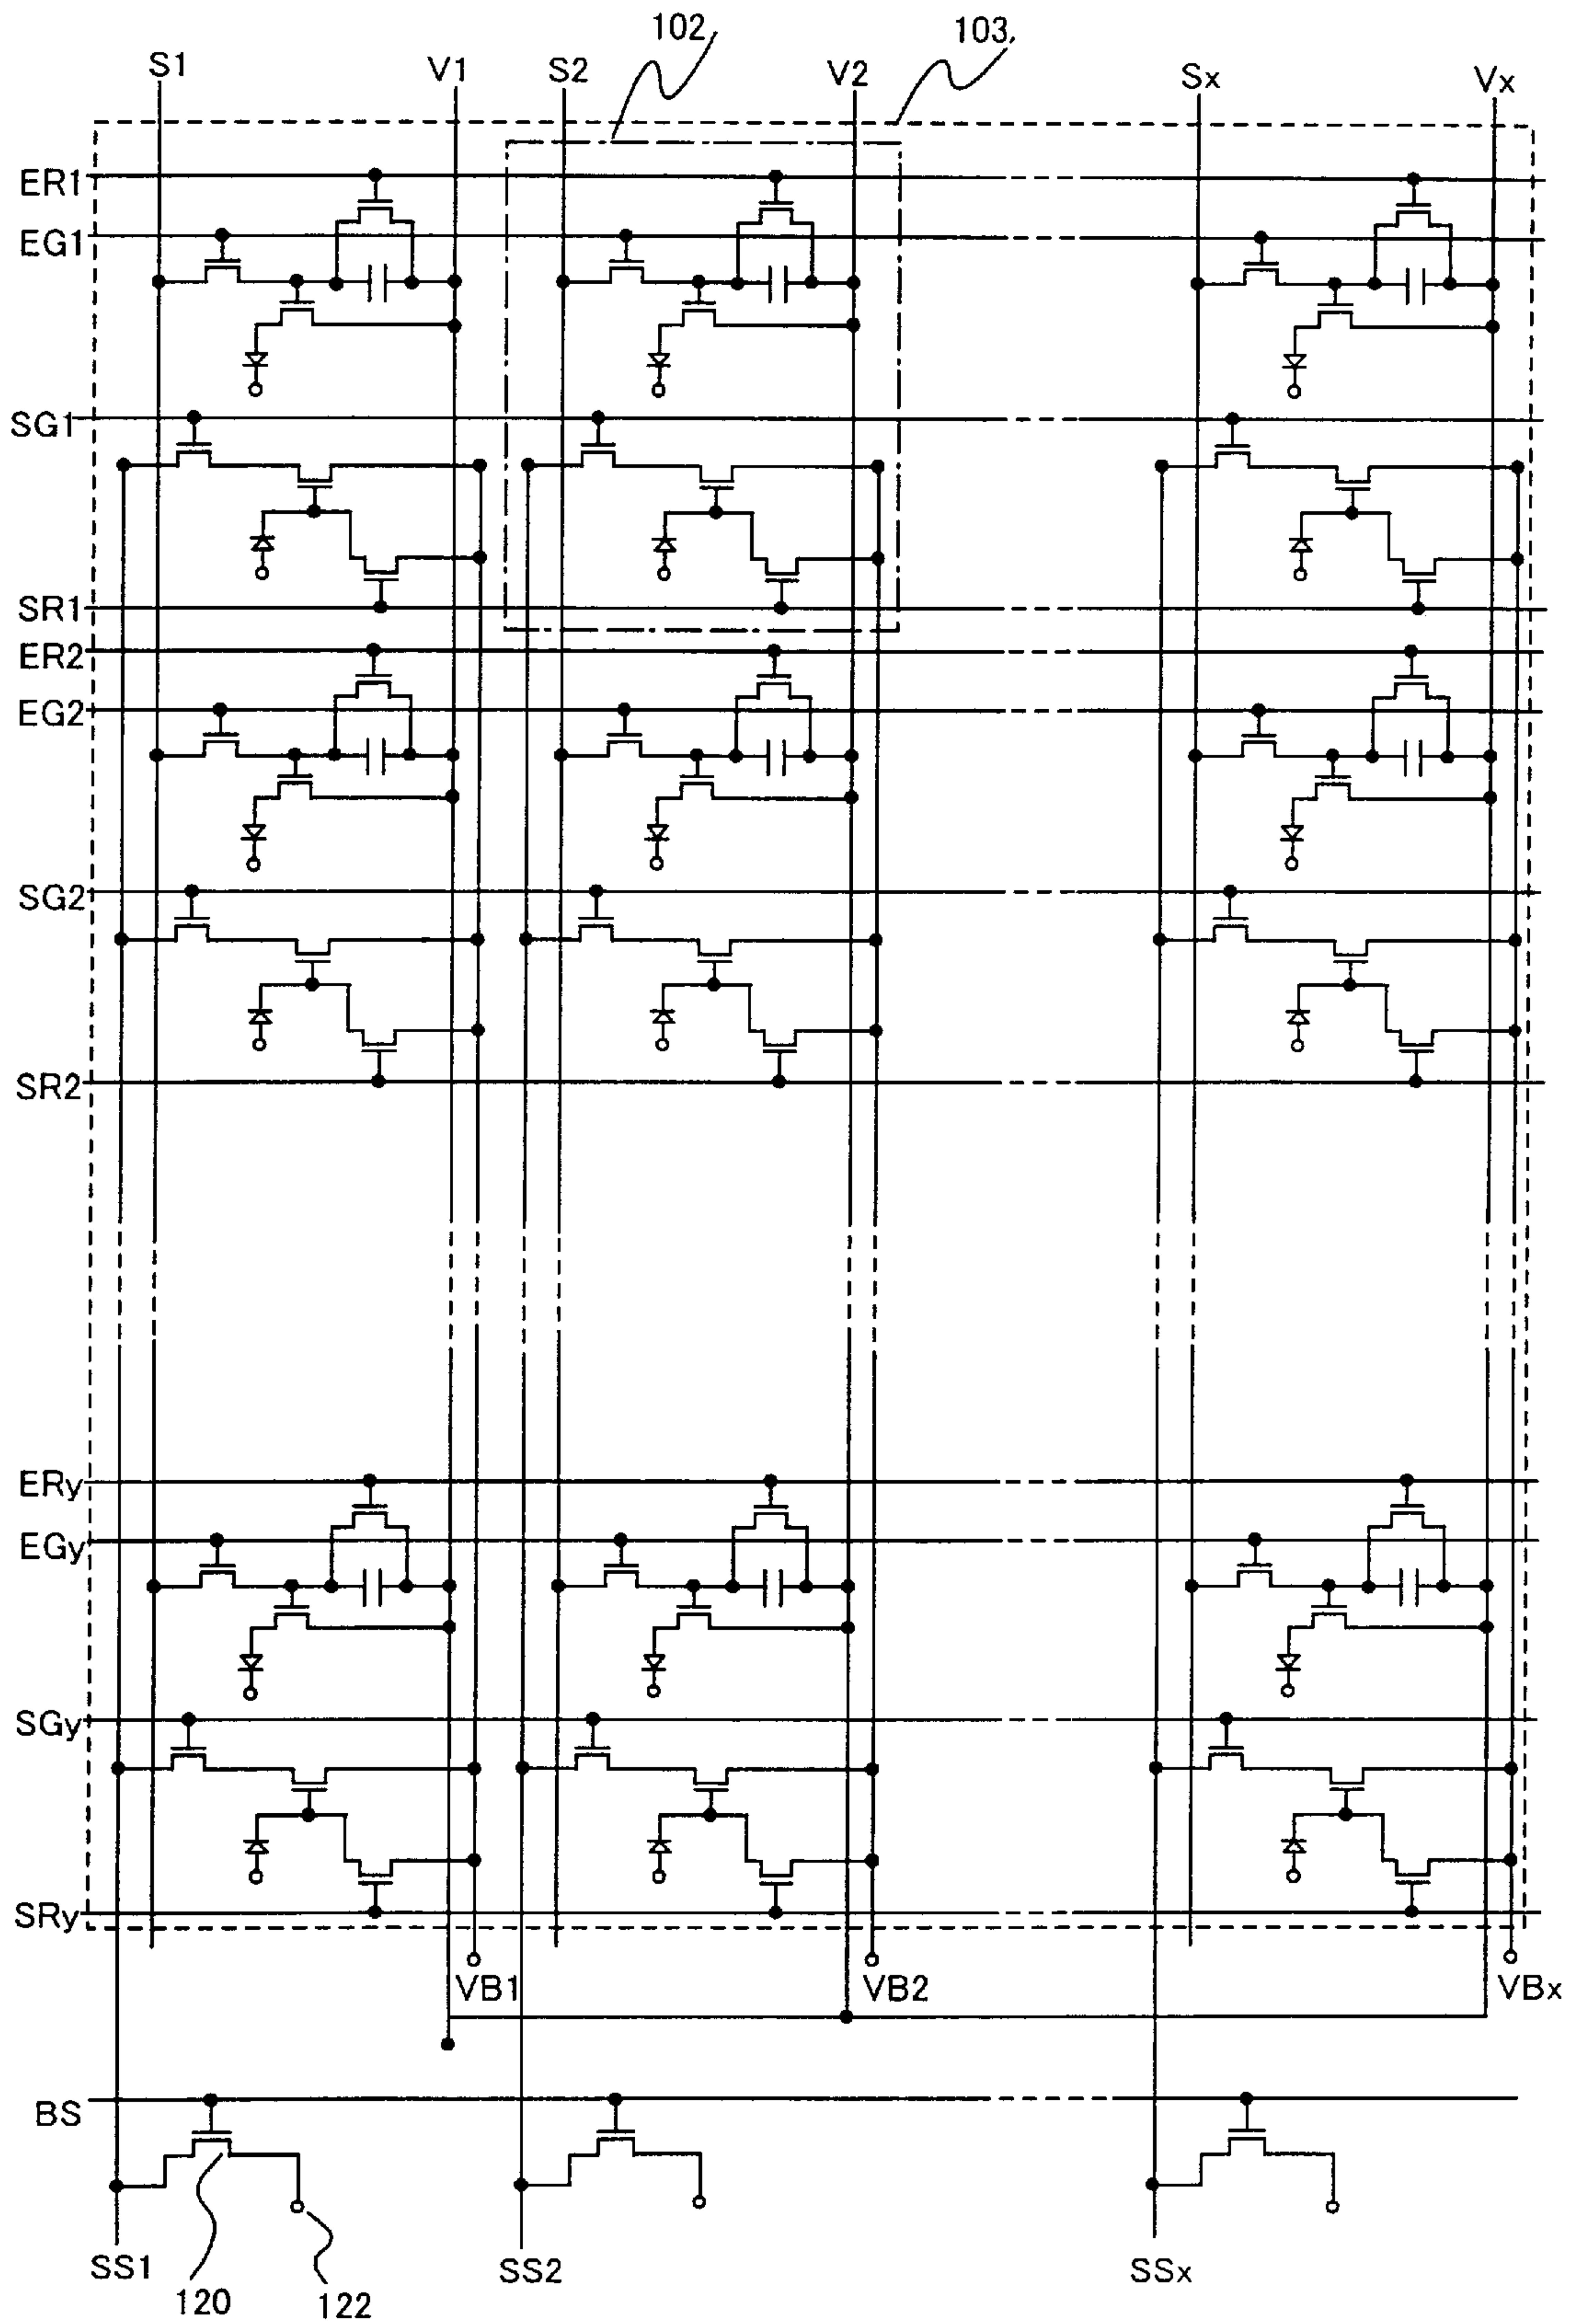 102 103
S1 V1 S2 V2 Sx Vx
ER1
EG1
SG1
SR1
ER2
EG2
SG2
SR2
ERy
EGy
SGy
SRy
VB1 VB2 VBx
BS
SS1 SS2 SSx
120 122